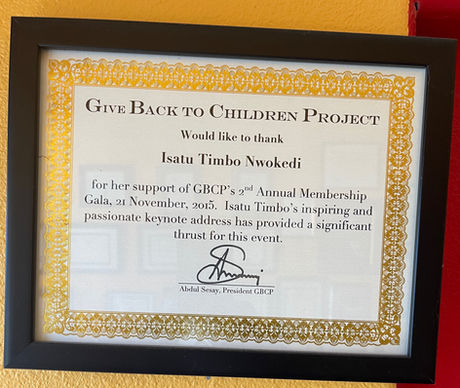 GIVE BACK TO CHILDREN PROJECT
Would like to thank
Isatu Timbo Nwokedi
for her support of GBCP's 2nd Annual Membership
Gala, 21 November, 2015. Isatu Timbo's inspiring and
passionate keynote address has provided a significant
thrust for this event.
Abdul Sesay, President GBCP